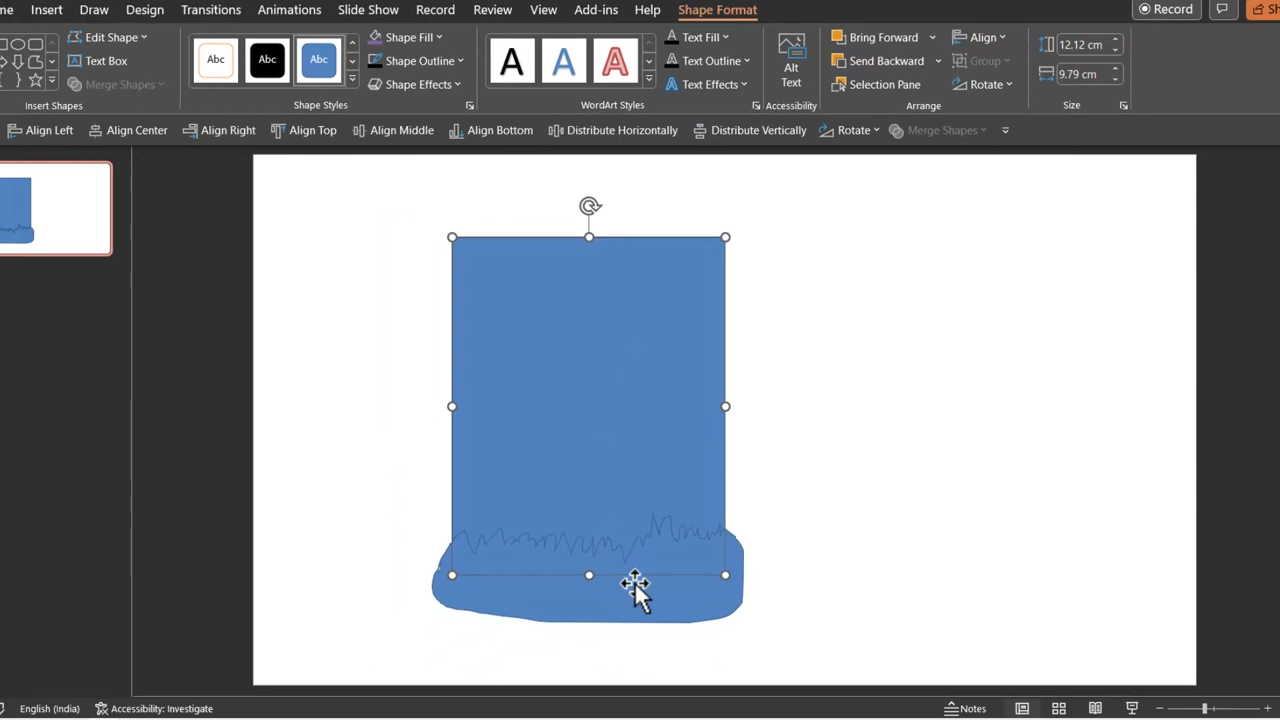 Insert Draw Design Transitions Animations Slide Show Record Review View Add-ins Help Shape Format Record
Edit Shape Abc Abc Abc Shape Fill A A A Text Fill Alt Text Bring Forward Align 12.12 cm
Text Box Shape Outline Text Outline Send Backward Group
Merge Shapes Shape Effects Text Effects Selection Pane Rotate 9.79 cm
Insert Shapes Shape Styles WordArt Styles Accessibility Arrange Size
Align Left Align Center Align Right Align Top Align Middle Align Bottom Distribute Horizontally Distribute Vertically Rotate Merge Shapes
English (India) Accessibility: Investigate Notes